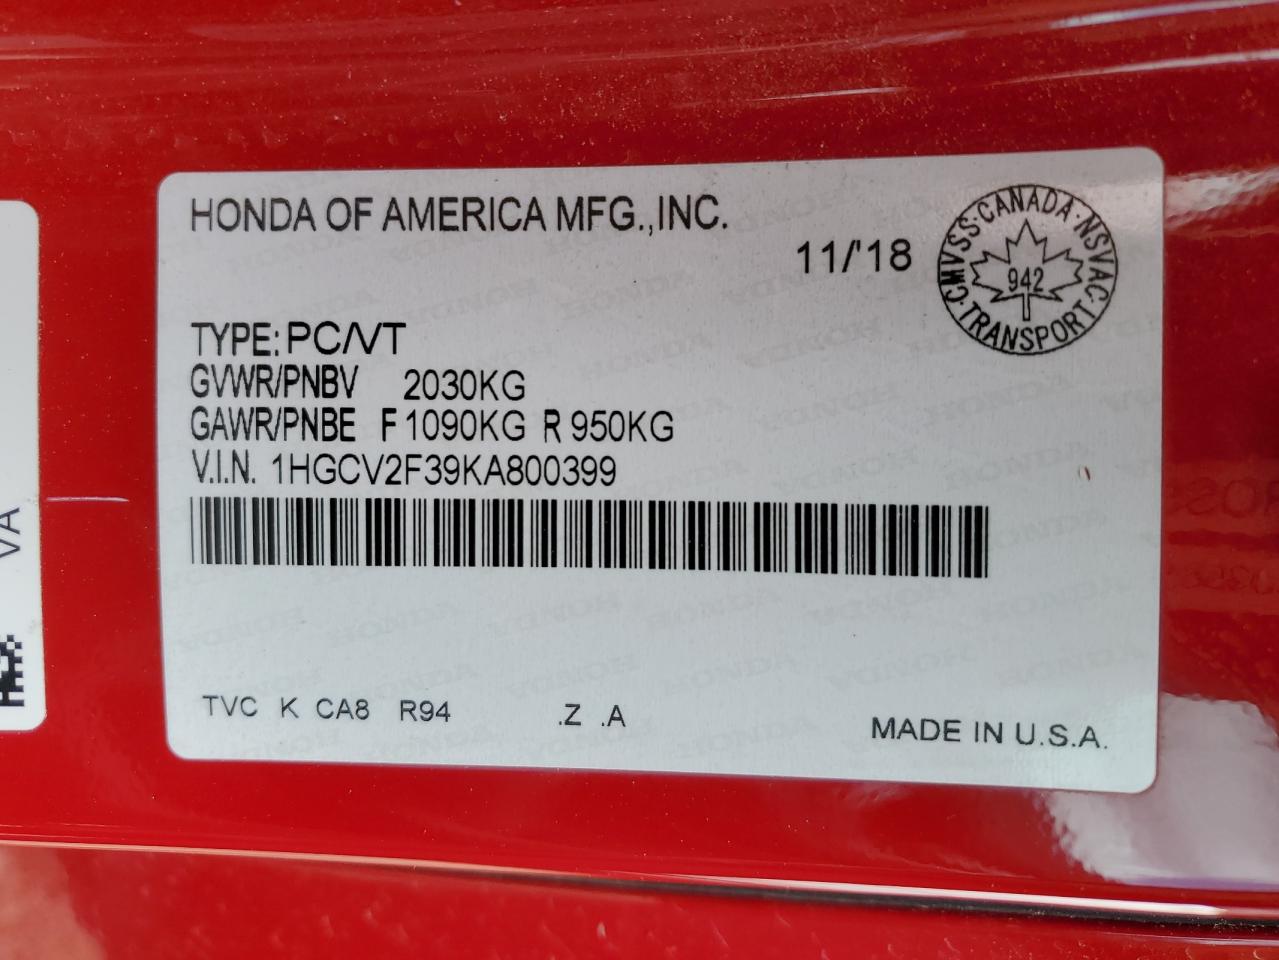 HONDA OF AMERICA MFG.,INC.
11/'18
CMVSS·CANADA·NSVAC·TRANSPORT·
942
TYPE: PC/VT
GVWR/PNBV 2030KG
GAWR/PNBE F 1090KG R 950KG
V.I.N. 1HGCV2F39KA800399
TVC K CA8 R94 .Z .A
MADE IN U.S.A.
VA